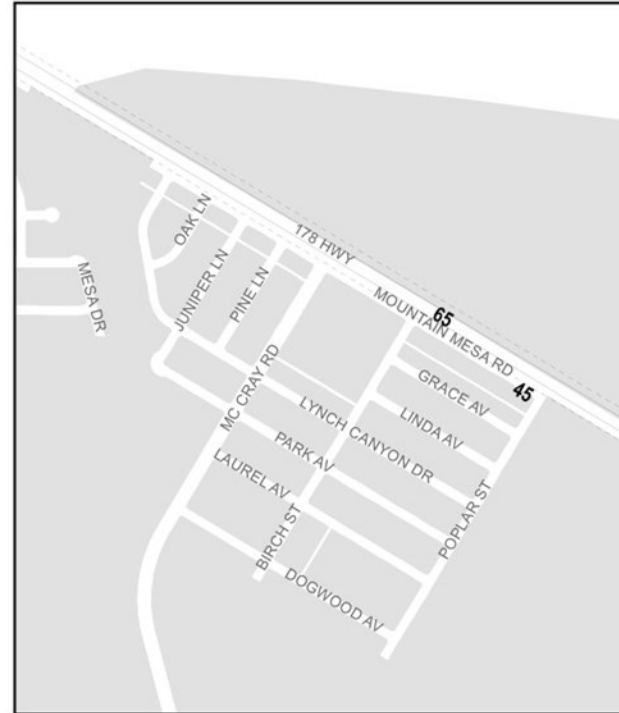 178 HWY
OAK LN
MESA DR
JUNIPER LN
PINE LN
MOUNTAIN MESA RD
65
45
GRACE AV
MC CRAY RD
LINDA AV
LYNCH CANYON DR
PARK AV
LAUREL AV
POPLAR ST
BIRCH ST
DOGWOOD AV